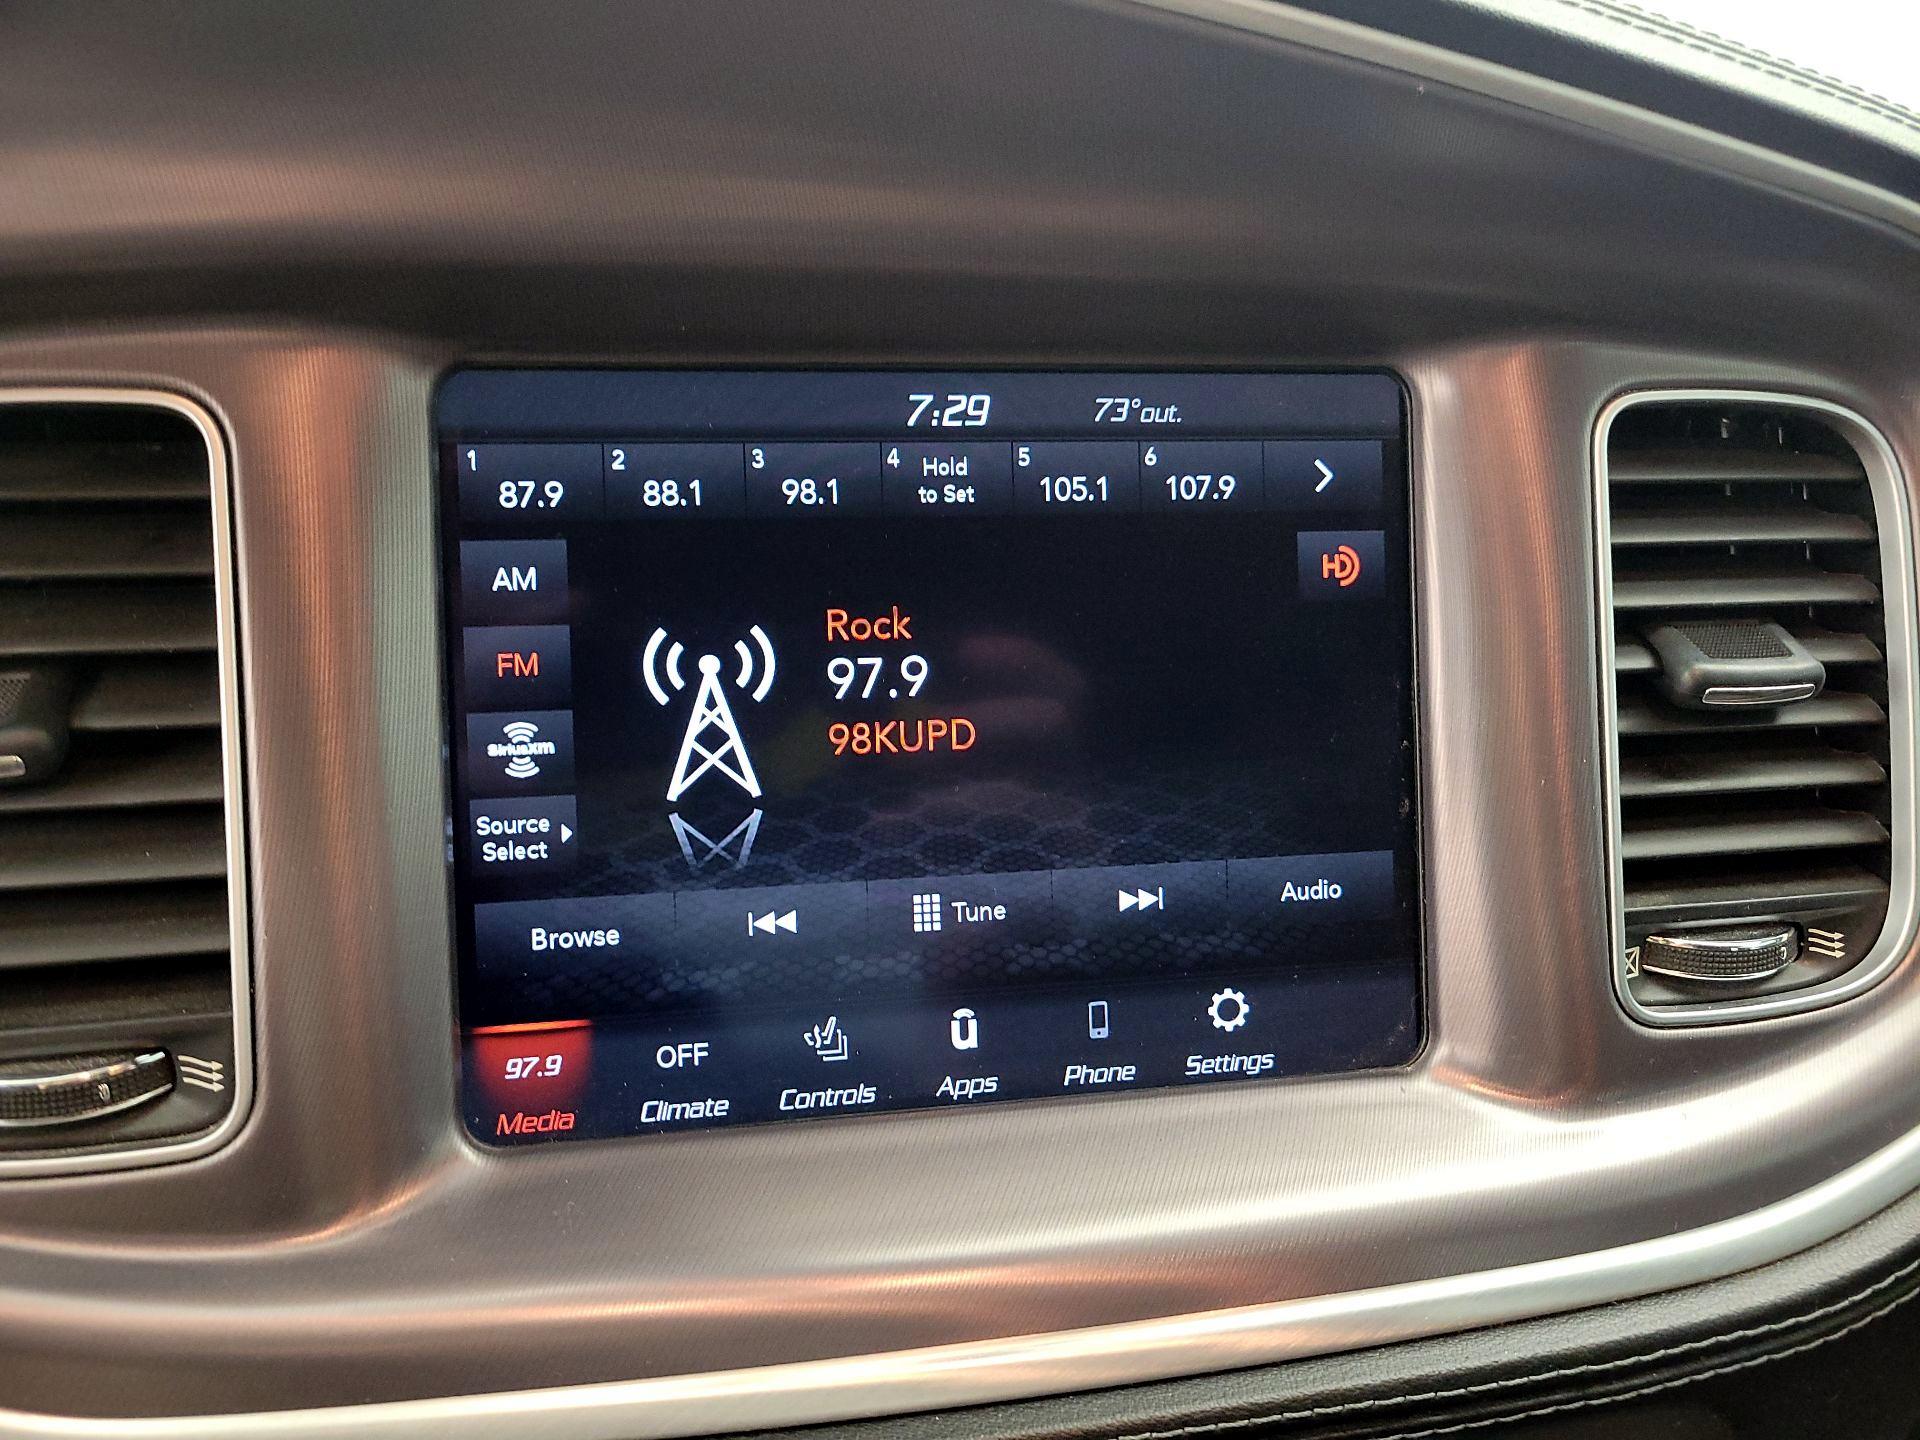 7:29 73°out.
1 2 3 4 Hold 5 6
87.9 88.1 98.1 to Set 105.1 107.9
AM
HD
FM
Rock
97.9
98KUPD
SiriusXM
Source
Select
Browse Tune Audio
97.9 OFF ū
Media Climate Controls Apps Phone Settings